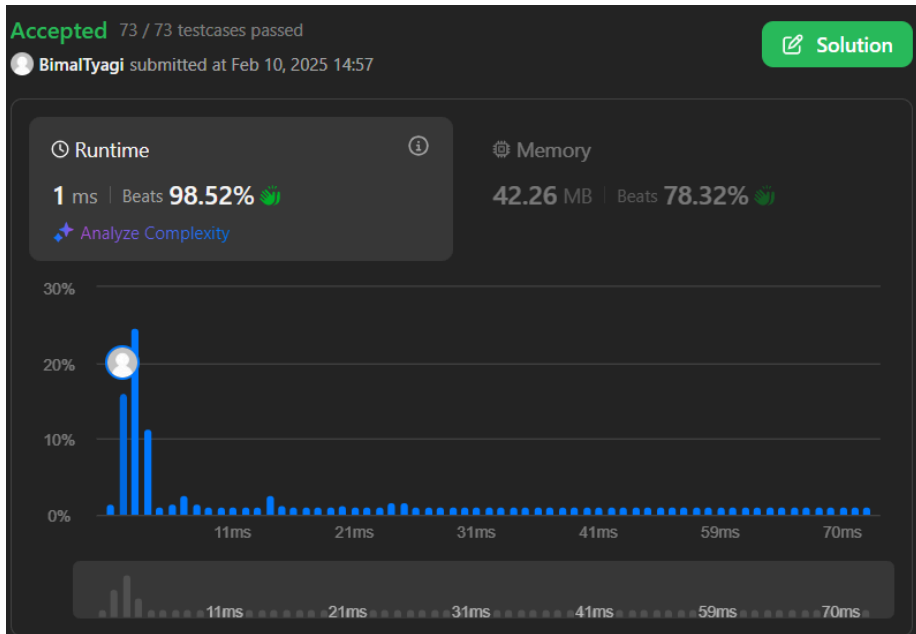 Accepted 73 / 73 testcases passed
Solution
BimalTyagi submitted at Feb 10, 2025 14:57
Runtime
Memory
1 ms | Beats 98.52%
42.26 MB | Beats 78.32%
Analyze Complexity
30%
20%
10%
0%
11ms 21ms 31ms 41ms 59ms 70ms
11ms 21ms 31ms 41ms 59ms 70ms